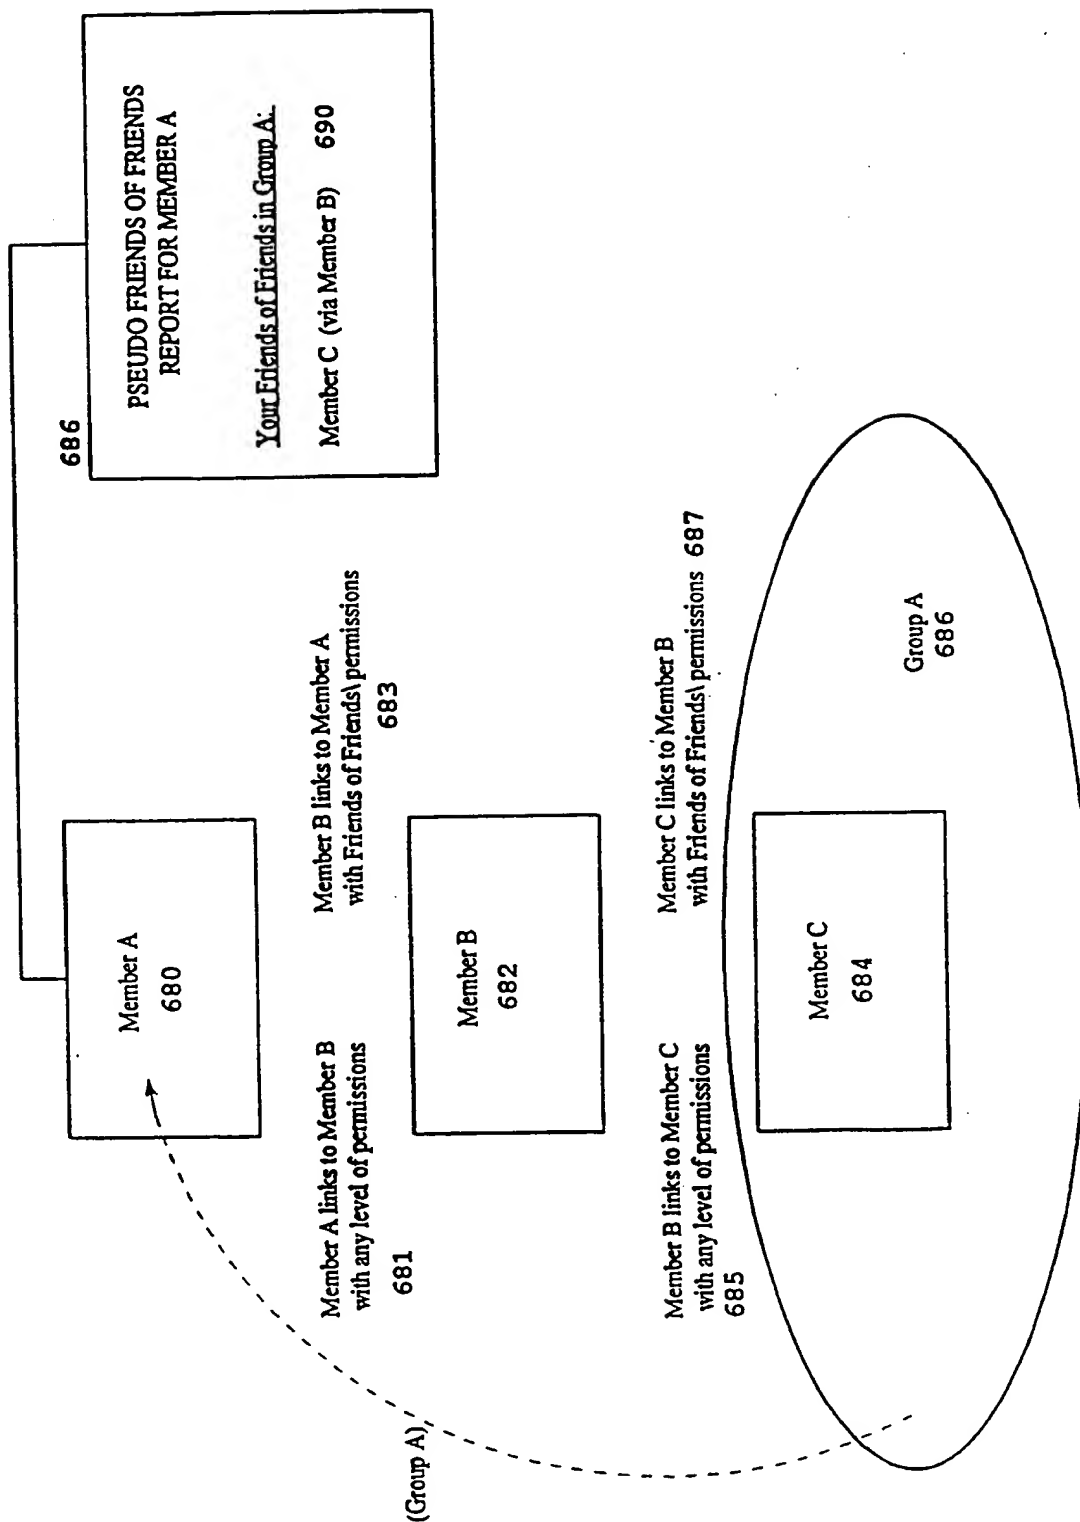 686
PSEUDO FRIENDS OF FRIENDS
REPORT FOR MEMBER A
Your Friends of Friends in Group A:
Member C (via Member B) 690
Member A
680
Member A links to Member B
with any level of permissions
681
Member B links to Member A
with Friends of Friends\permissions
683
Member B
682
Member B links to Member C
with any level of permissions
685
Member C links to Member B
with Friends of Friends\permissions 687
Member C
684
Group A
686
(Group A)